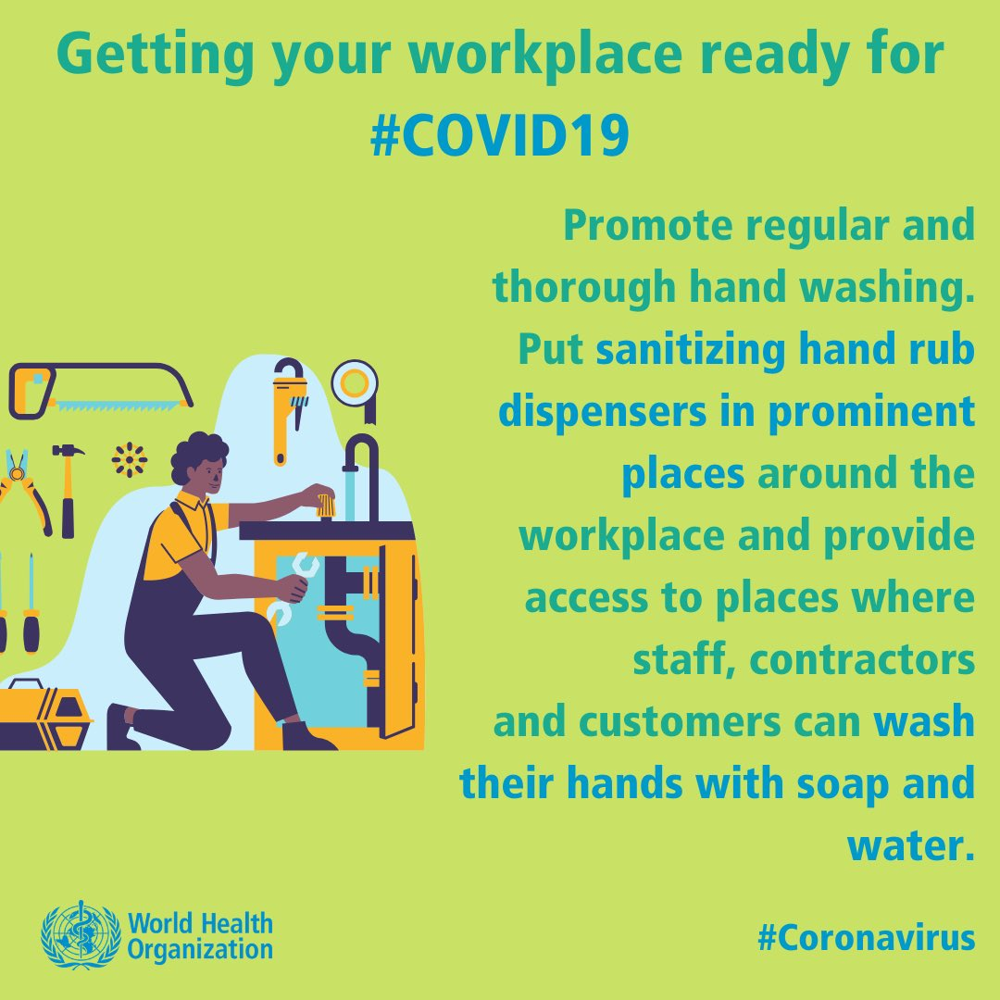 Getting your workplace ready for
#COVID19
Promote regular and
thorough hand washing.
Put sanitizing hand rub
dispensers in prominent
places around the
workplace and provide
access to places where
staff, contractors
and customers can wash
their hands with soap and
water.
World Health
Organization
#Coronavirus